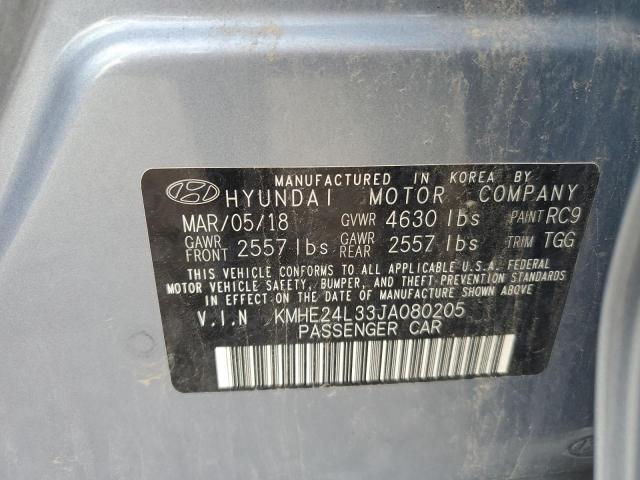 MANUFACTURED IN KOREA BY
HYUNDAI MOTOR COMPANY
MAR/05/18 GVWR 4630 lbs PAINT RC9
GAWR FRONT 2557 lbs GAWR REAR 2557 lbs TRIM TGG
THIS VEHICLE CONFORMS TO ALL APPLICABLE U.S.A. FEDERAL
MOTOR VEHICLE SAFETY, BUMPER, AND THEFT PREVENTION STANDARDS
IN EFFECT ON THE DATE OF MANUFACTURE SHOWN ABOVE.
V.I.N KMHE24L33JA080205
PASSENGER CAR